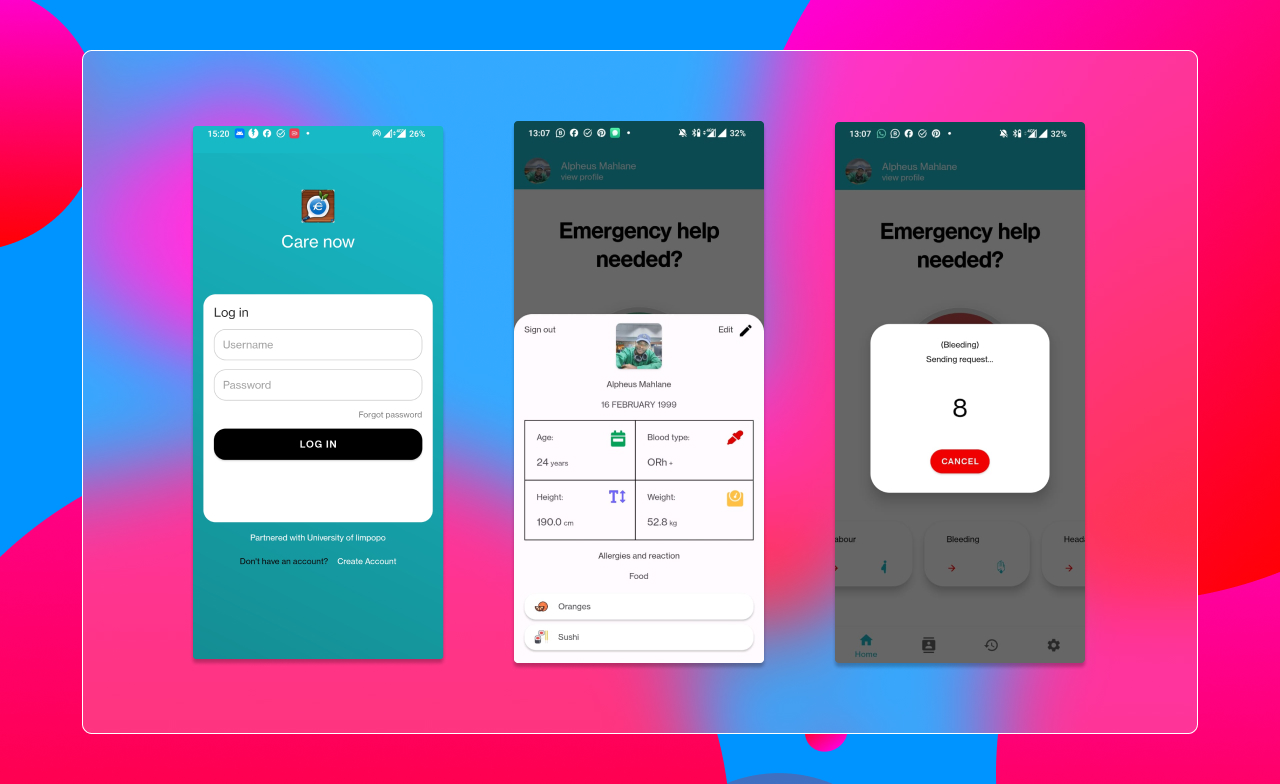 15:20
26%
Care now
Log in
Username
Password
Forgot password
LOG IN
Partnered with University of limpopo
Don't have an account? Create Account
13:07
32%
Alpheus Mahlane
view profile
Emergency help
needed?
Sign out
Edit
Alpheus Mahlane
16 FEBRUARY 1999
Age:
Blood type:
24 years
ORh +
Height:
Weight:
190.0 cm
52.8 kg
Allergies and reaction
Food
Oranges
Sushi
13:07
32%
Alpheus Mahlane
view profile
Emergency help
needed?
(Bleeding)
Sending request...
8
CANCEL
abour
Bleeding
Head
Home